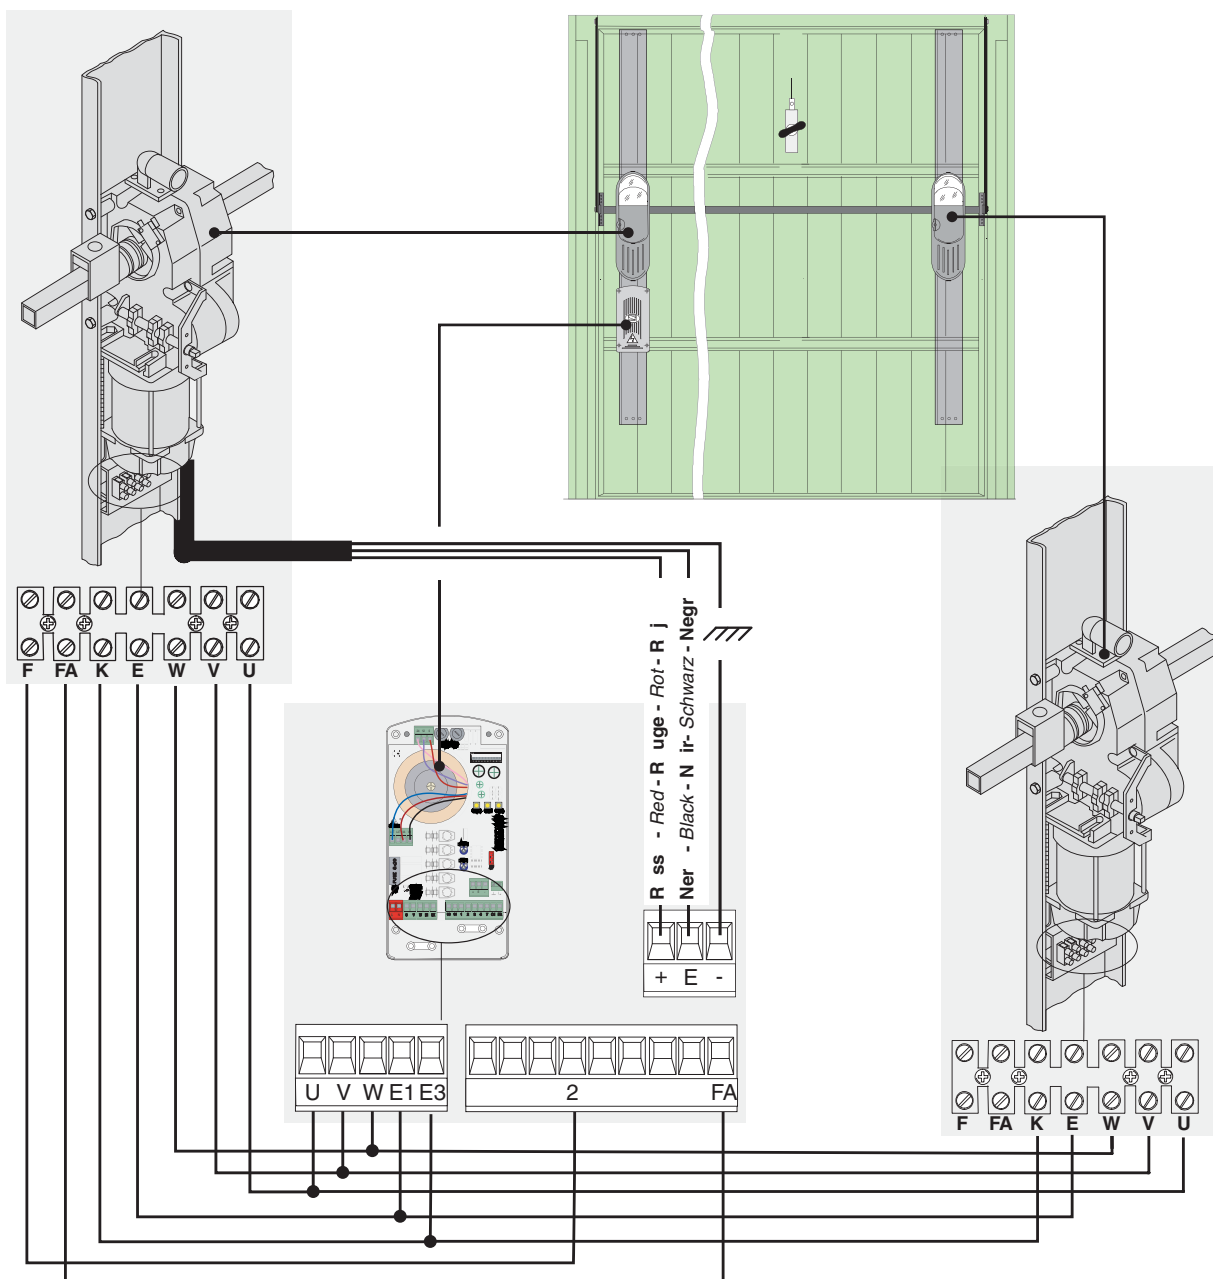 F FA K E W V U
R ss - Red - R uge - Rot - R j
Ner - Black - N ir- Schwarz - Negr
+ E -
U V W E1 E3
2 FA
F FA K E W V U